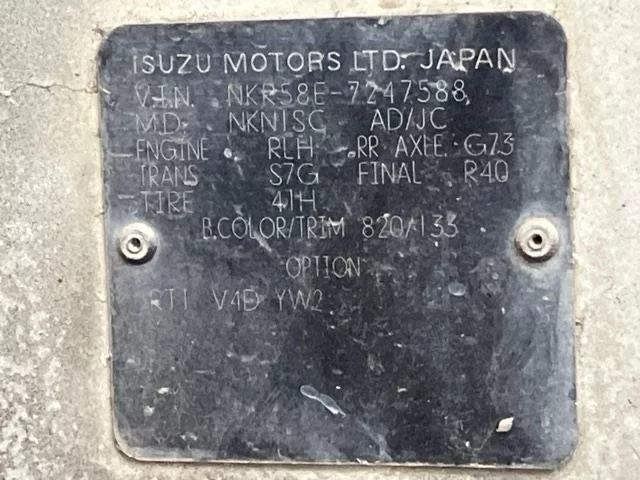 ISUZU MOTORS LTD. JAPAN
V.I.N. NKR58E-7247588
M.D. NKN1SC AD/JC
ENGINE RLH RR AXLE G73
TRANS S7G FINAL R40
TIRE 41H
B.COLOR/TRIM 820/133
OPTION
RT1 V4D YW2